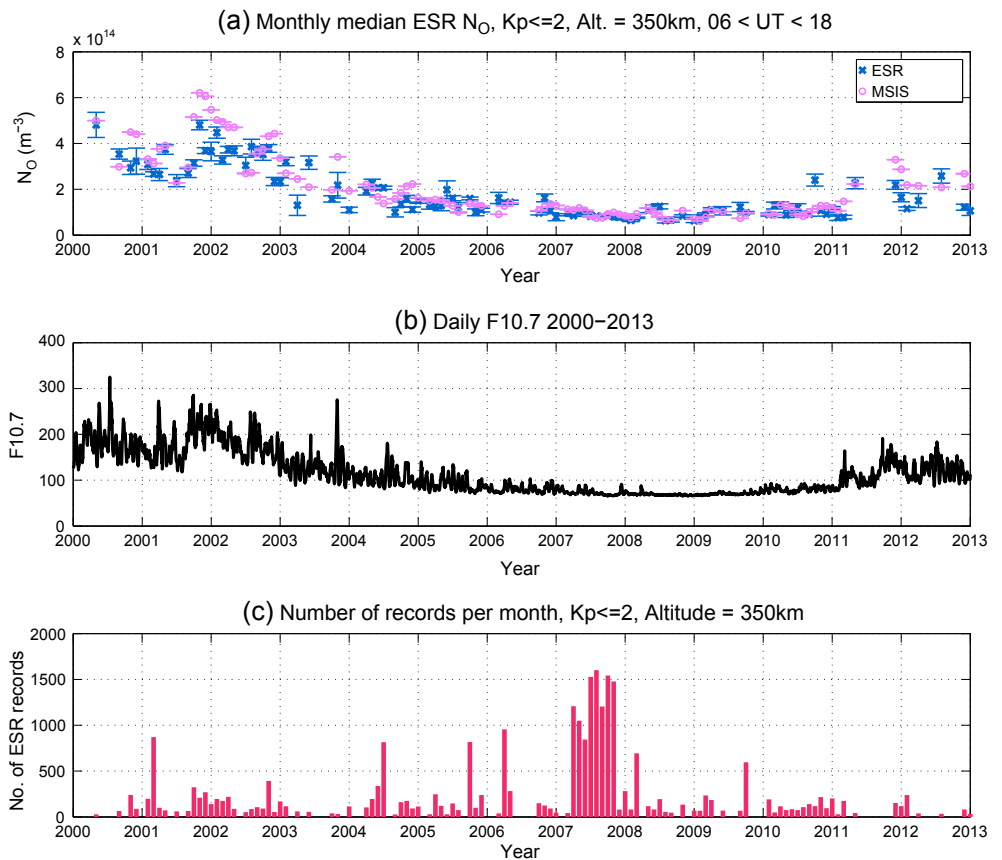 (a) Monthly median ESR N_O, Kp<=2, Alt. = 350km, 06 < UT < 18
x 10^14
8
6
4
2
0
N_O (m^−3)
ESR
MSIS
2000 2001 2002 2003 2004 2005 2006 2007 2008 2009 2010 2011 2012 2013
Year
(b) Daily F10.7 2000−2013
400
300
200
100
0
F10.7
2000 2001 2002 2003 2004 2005 2006 2007 2008 2009 2010 2011 2012 2013
Year
(c) Number of records per month, Kp<=2, Altitude = 350km
2000
1500
1000
500
0
No. of ESR records
2000 2001 2002 2003 2004 2005 2006 2007 2008 2009 2010 2011 2012 2013
Year